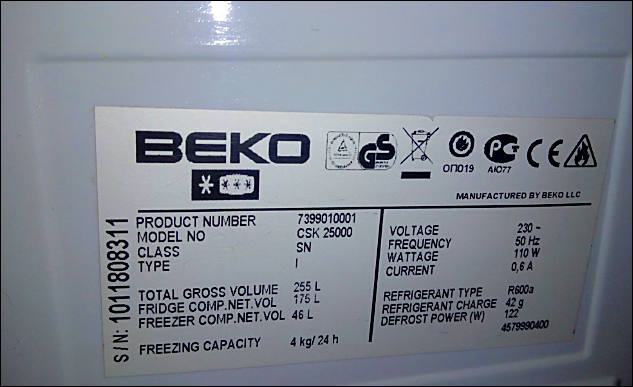 BEKO
GS
ОП019
РСТ
АЮ77
CE
MANUFACTURED BY BEKO LLC
S / N: 1011808311
PRODUCT NUMBER 7399010001
MODEL NO CSK 25000
CLASS SN
TYPE I
TOTAL GROSS VOLUME 255 L
FRIDGE COMP.NET.VOL 175 L
FREEZER COMP.NET.VOL 46 L
FREEZING CAPACITY 4 kg/ 24 h
VOLTAGE 230 ~
FREQUENCY 50 Hz
WATTAGE 110 W
CURRENT 0,6 A
REFRIGERANT TYPE R600a
REFRIGERANT CHARGE 42 g
DEFROST POWER (W) 122
4579990400